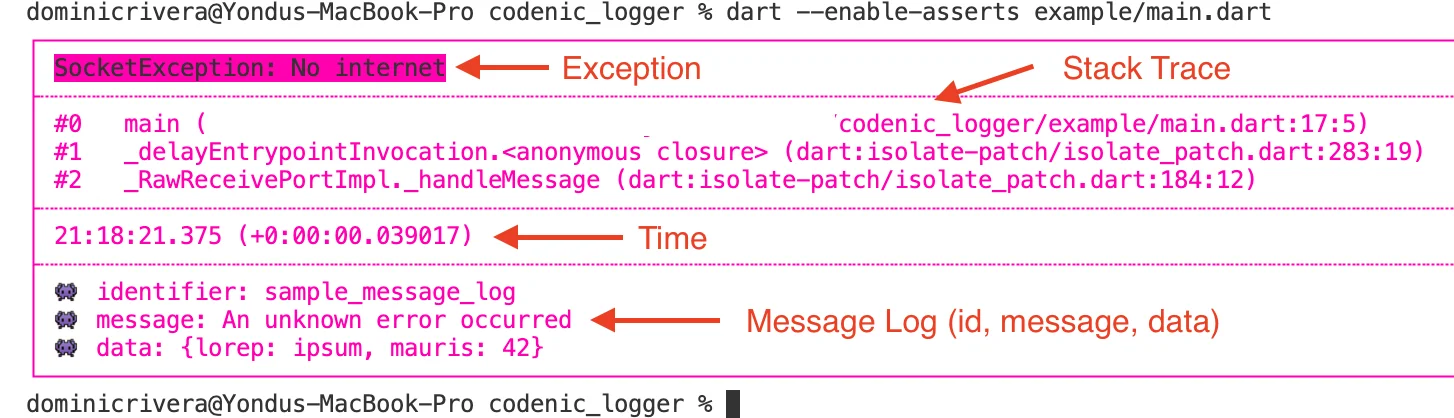 dominicrivera@Yondus-MacBook-Pro codenic_logger % dart --enable-asserts example/main.dart
SocketException: No internet
Exception
Stack Trace
#0 main ( codenic_logger/example/main.dart:17:5)
#1 _delayEntrypointInvocation.<anonymous closure> (dart:isolate-patch/isolate_patch.dart:283:19)
#2 _RawReceivePortImpl._handleMessage (dart:isolate-patch/isolate_patch.dart:184:12)
21:18:21.375 (+0:00:00.039017)
Time
👾 identifier: sample_message_log
👾 message: An unknown error occurred
Message Log (id, message, data)
👾 data: {lorep: ipsum, mauris: 42}
dominicrivera@Yondus-MacBook-Pro codenic_logger %